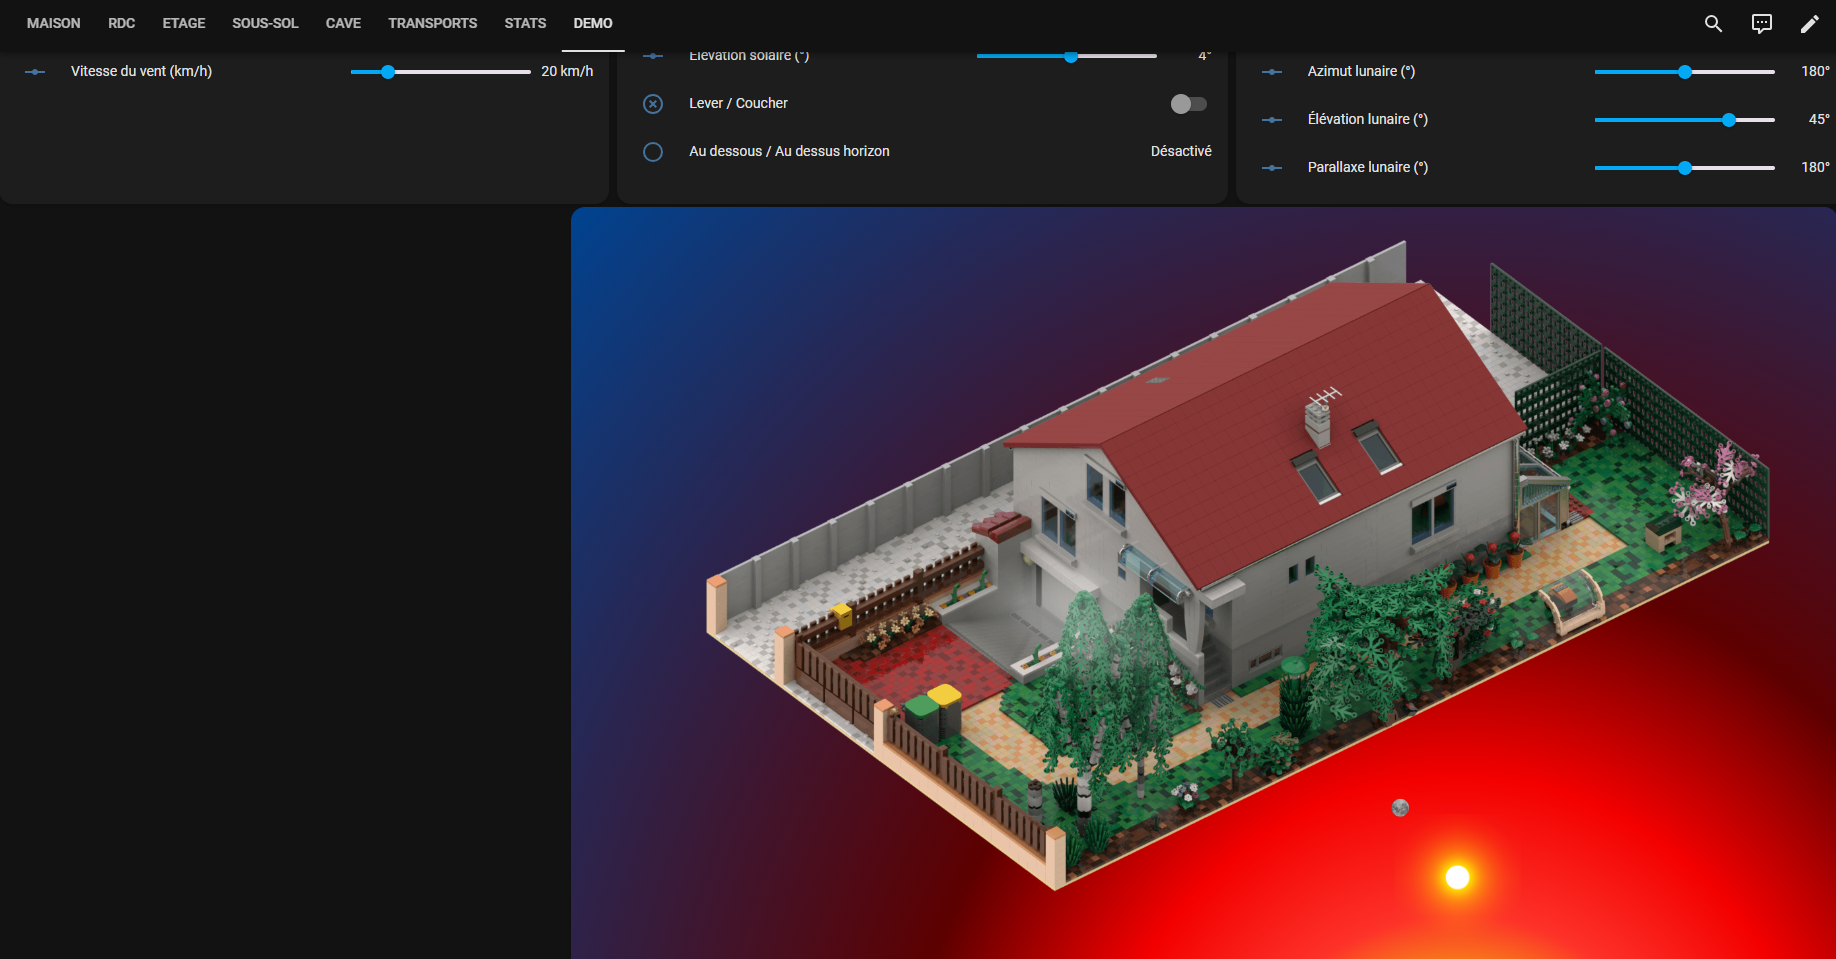 MAISON RDC ETAGE SOUS-SOL CAVE TRANSPORTS STATS DEMO
Vitesse du vent (km/h) 20 km/h
Élévation solaire (°) 4°
Lever / Coucher
Au dessous / Au dessus horizon Désactivé
Azimut lunaire (°) 180°
Élévation lunaire (°) 45°
Parallaxe lunaire (°) 180°